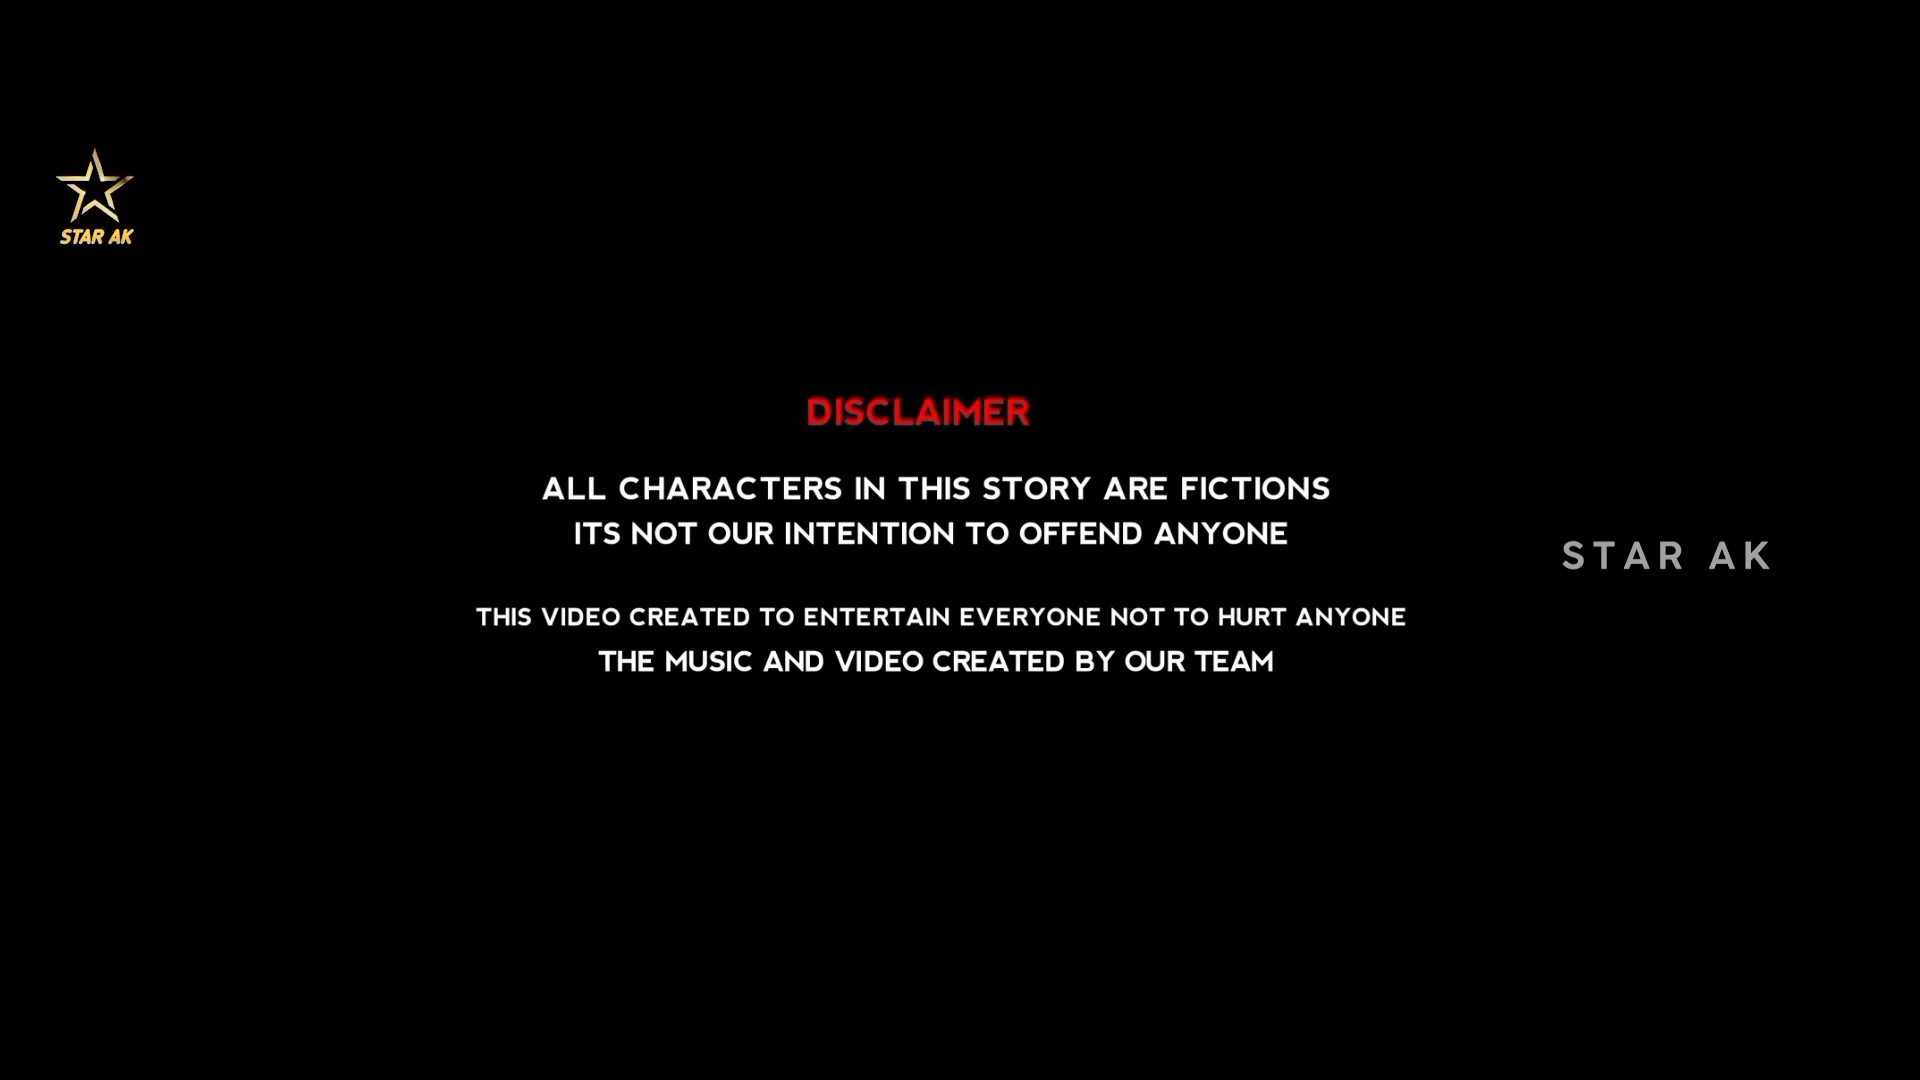 STAR AK
DISCLAIMER
ALL CHARACTERS IN THIS STORY ARE FICTIONS
ITS NOT OUR INTENTION TO OFFEND ANYONE
STAR AK
THIS VIDEO CREATED TO ENTERTAIN EVERYONE NOT TO HURT ANYONE
THE MUSIC AND VIDEO CREATED BY OUR TEAM